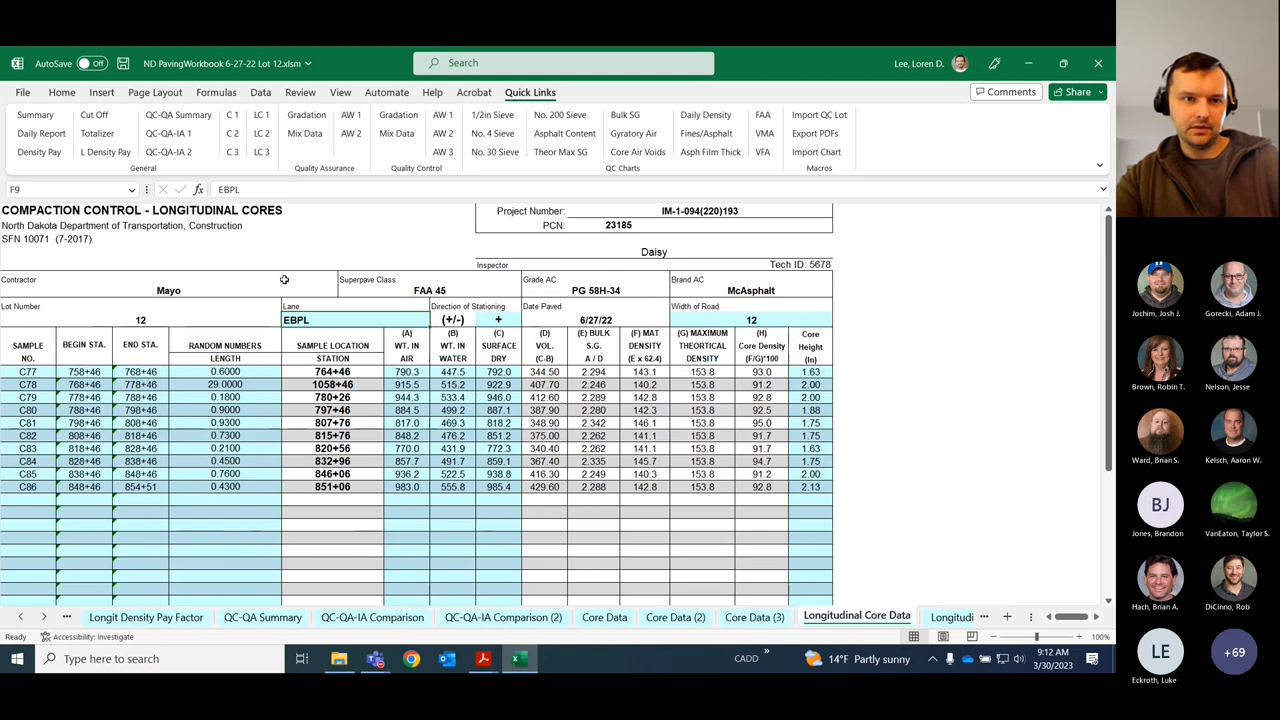 AutoSave Off ND PavingWorkbook 6-27-22 Lot 12.xlsm Search Lee, Loren D.
File Home Insert Page Layout Formulas Data Review View Automate Help Acrobat Quick Links Comments Share
Summary Cut Off QC-QA Summary C 1 LC 1 Gradation AW 1 Gradation AW 1 1/2in Sieve No. 200 Sieve Bulk SG Daily Density FAA Import QC Lot
Daily Report Totalizer QC-QA-IA 1 C 2 LC 2 Mix Data AW 2 Mix Data AW 2 No. 4 Sieve Asphalt Content Gyratory Air Fines/Asphalt VMA Export PDFs
Density Pay L Density Pay QC-QA-IA 2 C 3 LC 3 AW 3 No. 30 Sieve Theor Max SG Core Air Voids Asph Film Thick VFA Import Chart
General Quality Assurance Quality Control QC Charts Macros
F9 fx EBPL
COMPACTION CONTROL - LONGITUDINAL CORES
North Dakota Department of Transportation, Construction
SFN 10071 (7-2017)
Project Number: IM-1-094(220)193
PCN: 23185
Daisy
Inspector Tech ID: 5678
Contractor Superpave Class Grade AC Brand AC
Mayo FAA 45 PG 58H-34 McAsphalt
Lot Number Lane Direction of Stationing Date Paved Width of Road
12 EBPL (+/-) + 6/27/22 12
SAMPLE NO. BEGIN STA. END STA. RANDOM NUMBERS LENGTH SAMPLE LOCATION STATION (A) WT. IN AIR (B) WT. IN WATER (C) SURFACE DRY (D) VOL. (C-B) (E) BULK S.G. A / D (F) MAT DENSITY (E x 62.4) (G) MAXIMUM THEORTICAL DENSITY (H) Core Density (F/G)*100 Core Height (In)
C77 758+46 768+46 0.6000 764+46 790.3 447.5 792.0 344.50 2.294 143.1 153.8 93.0 1.63
C78 768+46 778+46 29.0000 1058+46 915.5 515.2 922.9 407.70 2.246 140.2 153.8 91.2 2.00
C79 778+46 788+46 0.1800 780+26 944.3 533.4 946.0 412.60 2.289 142.8 153.8 92.8 2.00
C80 788+46 798+46 0.9000 797+46 884.5 499.2 887.1 387.90 2.280 142.3 153.8 92.5 1.88
C81 798+46 808+46 0.9300 807+76 817.0 469.3 818.2 348.90 2.342 146.1 153.8 95.0 1.75
C82 808+46 818+46 0.7300 815+76 848.2 476.2 851.2 375.00 2.262 141.1 153.8 91.7 1.75
C83 818+46 828+46 0.2100 820+56 770.0 431.9 772.3 340.40 2.262 141.1 153.8 91.7 1.63
C84 828+46 838+46 0.4500 832+96 857.7 491.7 859.1 367.40 2.335 145.7 153.8 94.7 1.75
C85 838+46 848+46 0.7600 846+06 936.2 522.5 938.8 416.30 2.249 140.3 153.8 91.2 2.00
C86 848+46 854+51 0.4300 851+06 983.0 555.8 985.4 429.60 2.288 142.8 153.8 92.8 2.13
Longit Density Pay Factor QC-QA Summary QC-QA-IA Comparison QC-QA-IA Comparison (2) Core Data Core Data (2) Core Data (3) Longitudinal Core Data Longitudi
Ready Accessibility: Investigate 100%
Type here to search CADD 14°F Partly sunny 9:12 AM
3/30/2023
Jochim, Josh J. Gorecki, Adam J.
Brown, Robin T. Nelson, Jesse
Ward, Brian S. Kelsch, Aaron W.
BJ
Jones, Brandon VanEaton, Taylor S.
Hach, Brian A. DiCinno, Rob
LE +69
Eckroth, Luke